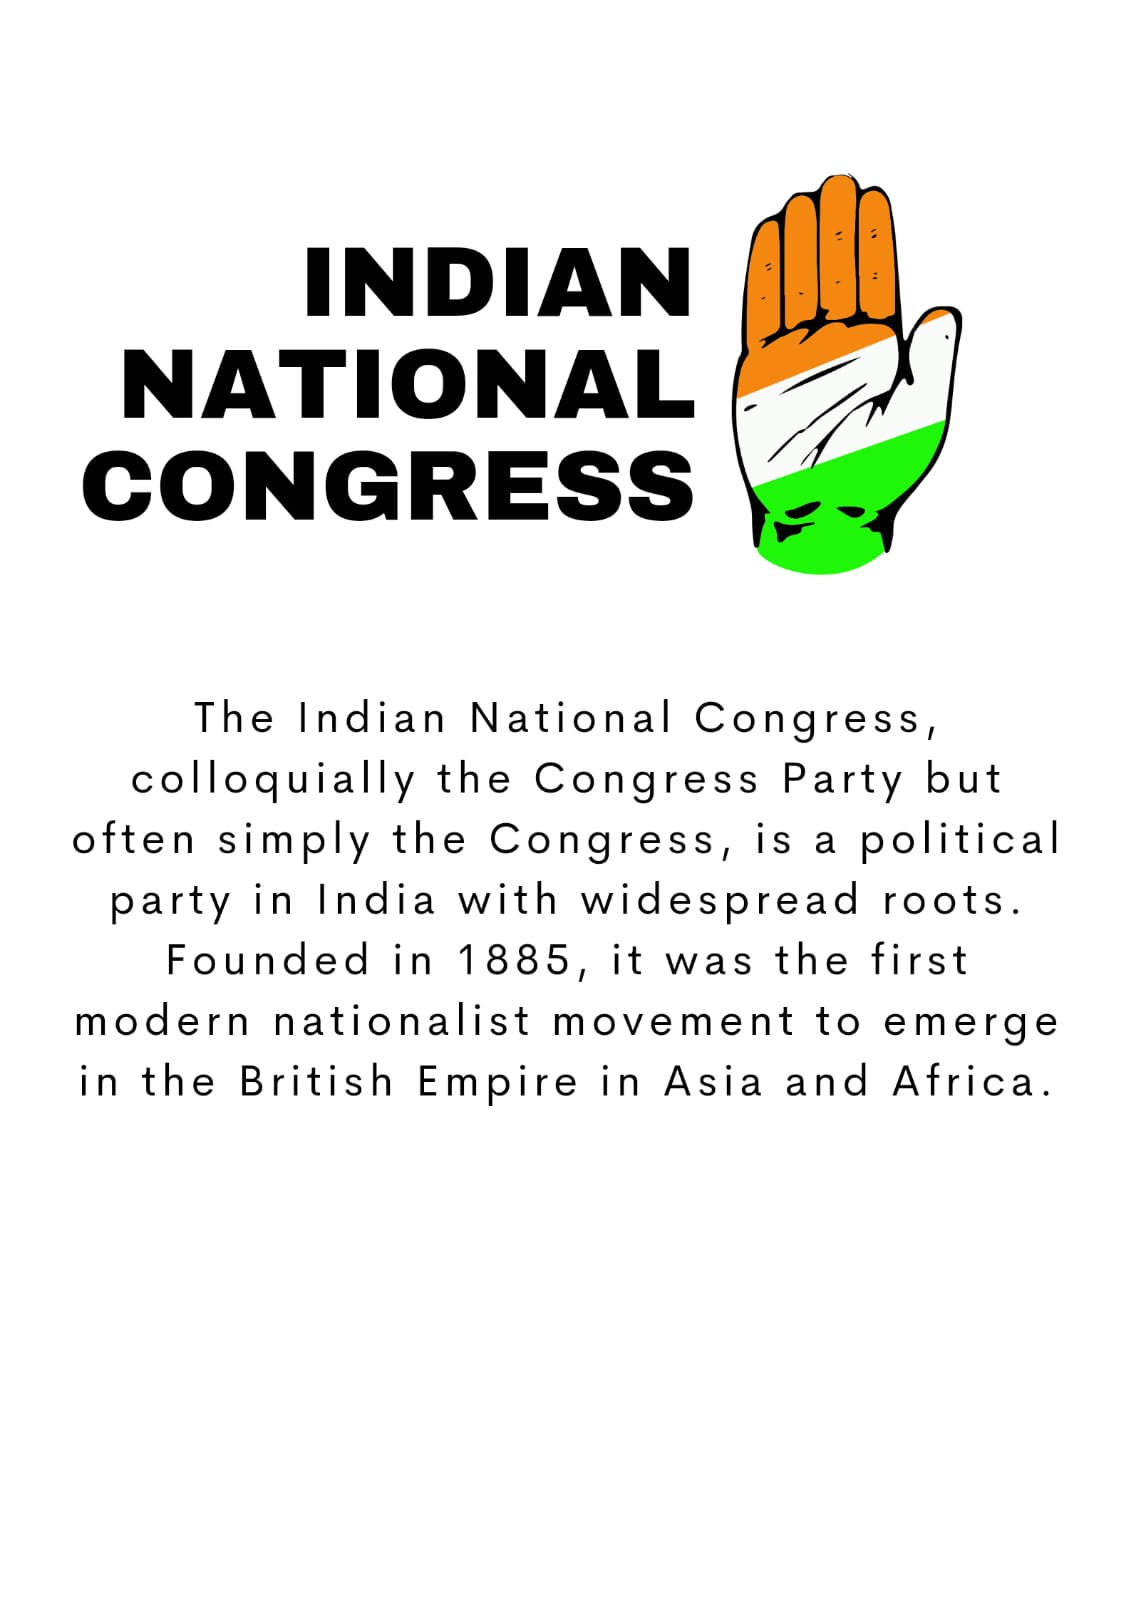 INDIAN
NATIONAL
CONGRESS
The Indian National Congress,
colloquially the Congress Party but
often simply the Congress, is a political
party in India with widespread roots.
Founded in 1885, it was the first
modern nationalist movement to emerge
in the British Empire in Asia and Africa.